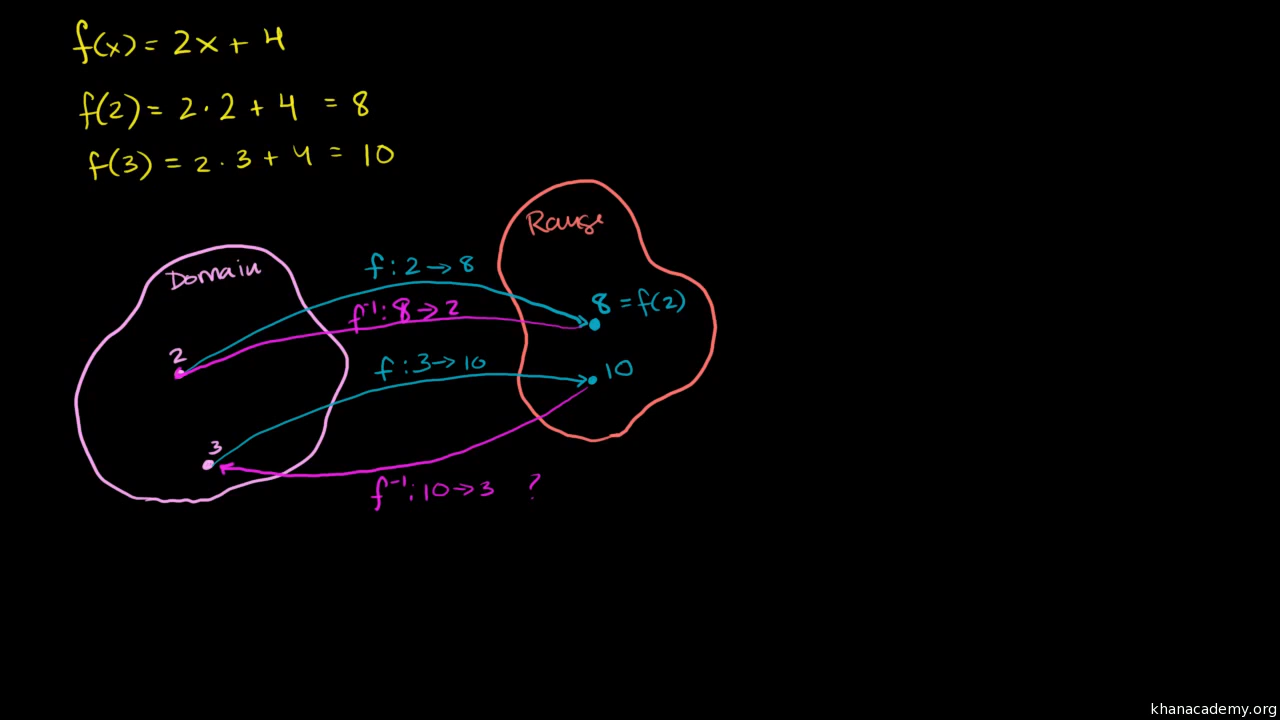 f(x) = 2x + 4
f(2) = 2 · 2 + 4 = 8
f(3) = 2 · 3 + 4 = 10
Range
Domain
f : 2 → 8
f⁻¹: 8 → 2
8 = f(2)
2
f : 3 → 10
10
3
f⁻¹: 10 → 3 ?
khanacademy.org